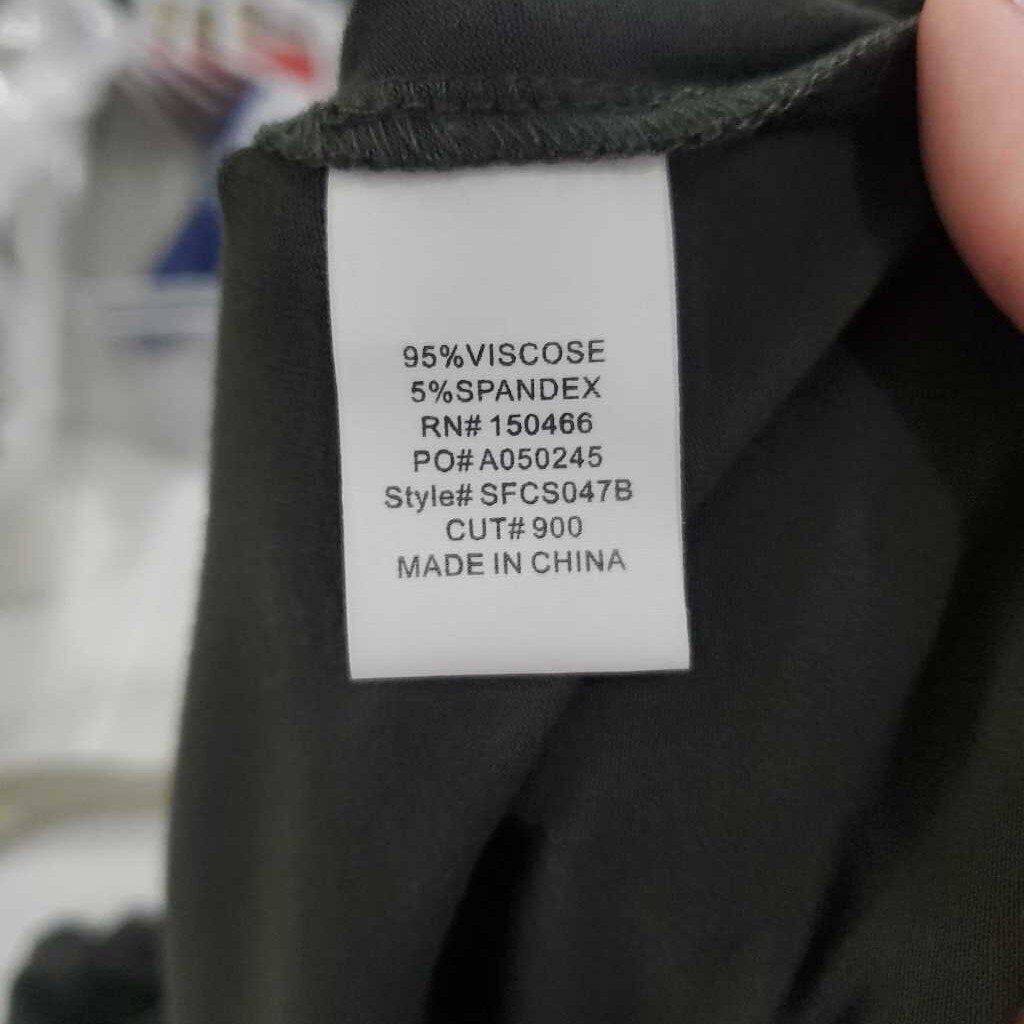 95%VISCOSE
5%SPANDEX
RN# 150466
PO# A050245
Style# SFCS047B
CUT# 900
MADE IN CHINA